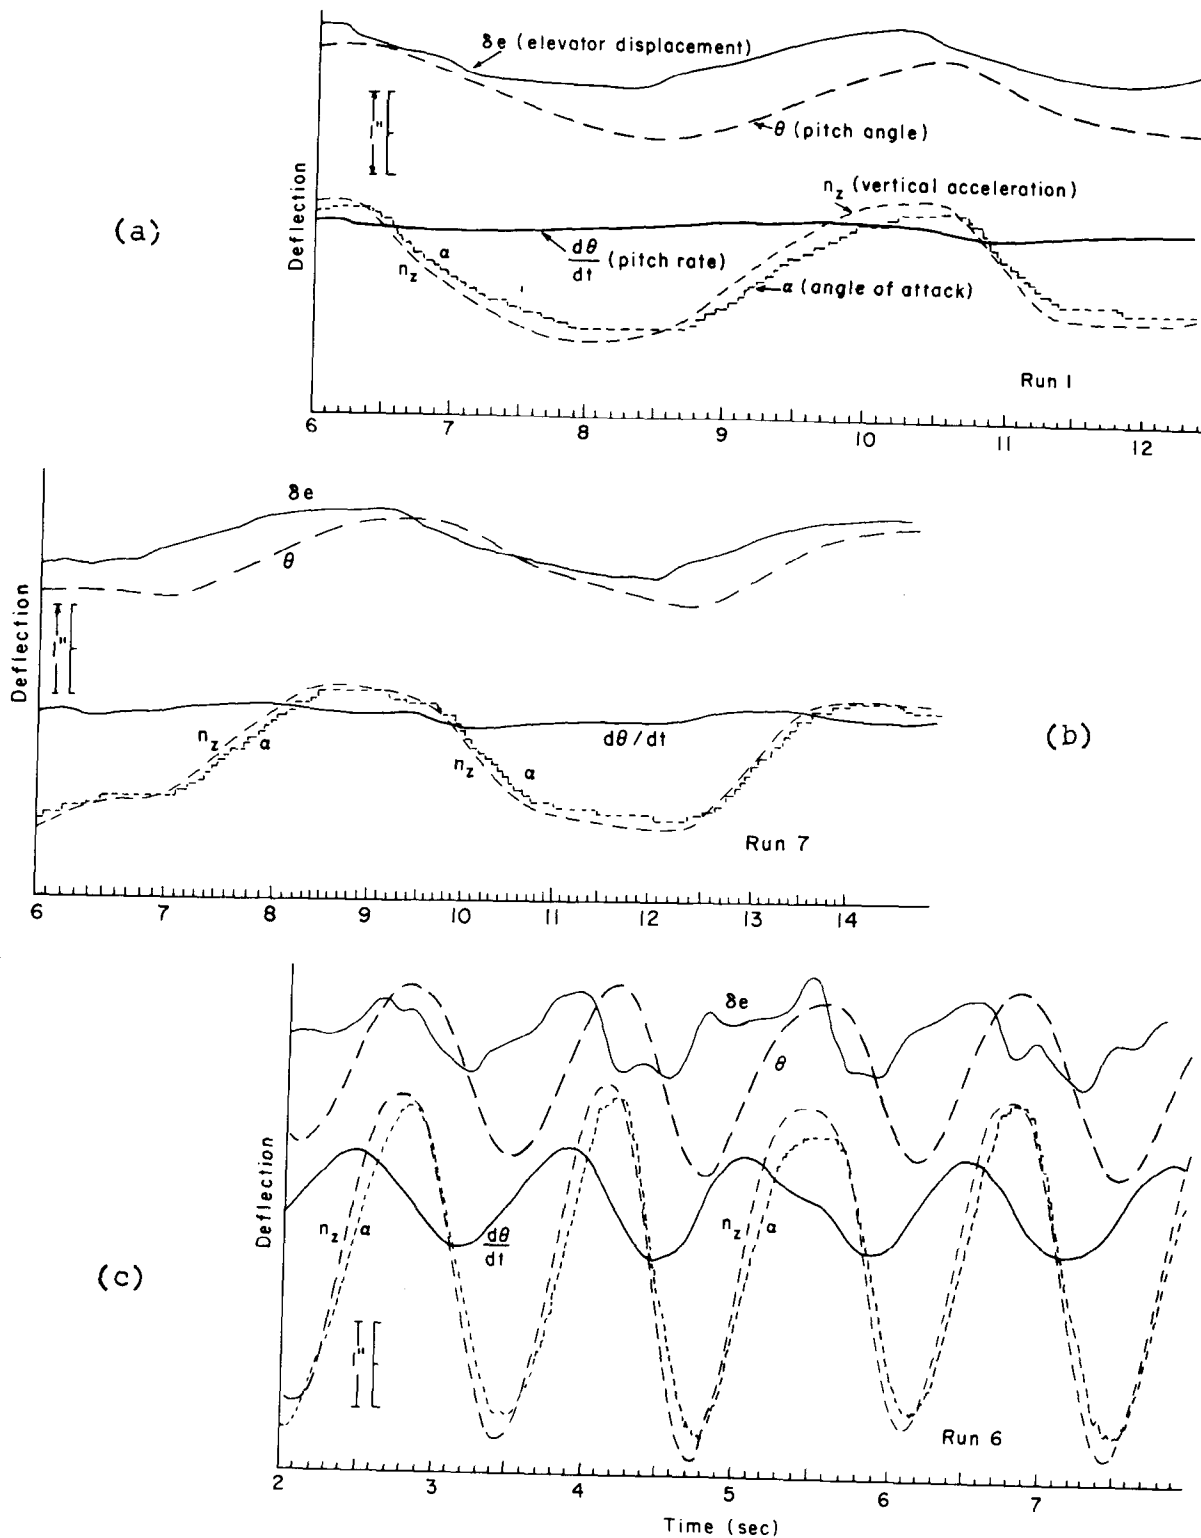 (a)
Deflection
1"
δe (elevator displacement)
θ (pitch angle)
n_z (vertical acceleration)
dθ/dt (pitch rate)
α
n_z
α (angle of attack)
Run 1
6 7 8 9 10 11 12
(b)
Deflection
1"
δe
θ
n_z α
dθ/dt
n_z α
Run 7
6 7 8 9 10 11 12 13 14
(c)
Deflection
1"
δe
θ
n_z α
dθ/dt
n_z α
Run 6
2 3 4 5 6 7
Time (sec)